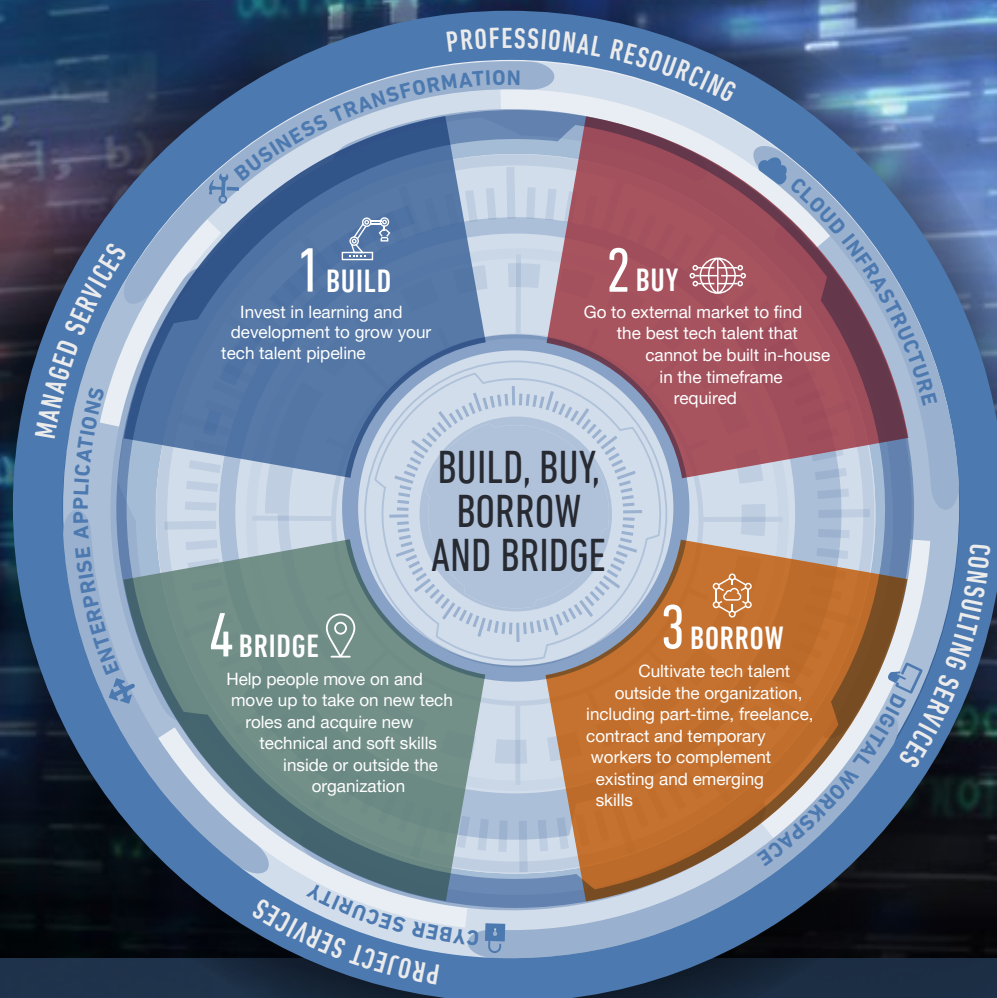 PROFESSIONAL RESOURCING
BUSINESS TRANSFORMATION
CLOUD INFRASTRUCTURE
MANAGED SERVICES
ENTERPRISE APPLICATIONS
1 BUILD
Invest in learning and
development to grow your
tech talent pipeline
2 BUY
Go to external market to find
the best tech talent that
cannot be built in-house
in the timeframe
required
BUILD, BUY,
BORROW
AND BRIDGE
4 BRIDGE
Help people move on and
move up to take on new tech
roles and acquire new
technical and soft skills
inside or outside the
organization
3 BORROW
Cultivate tech talent
outside the organization,
including part-time, freelance,
contract and temporary
workers to complement
existing and emerging
skills
CONSULTING SERVICES
DIGITAL WORKSPACE
CYBER SECURITY
PROJECT SERVICES